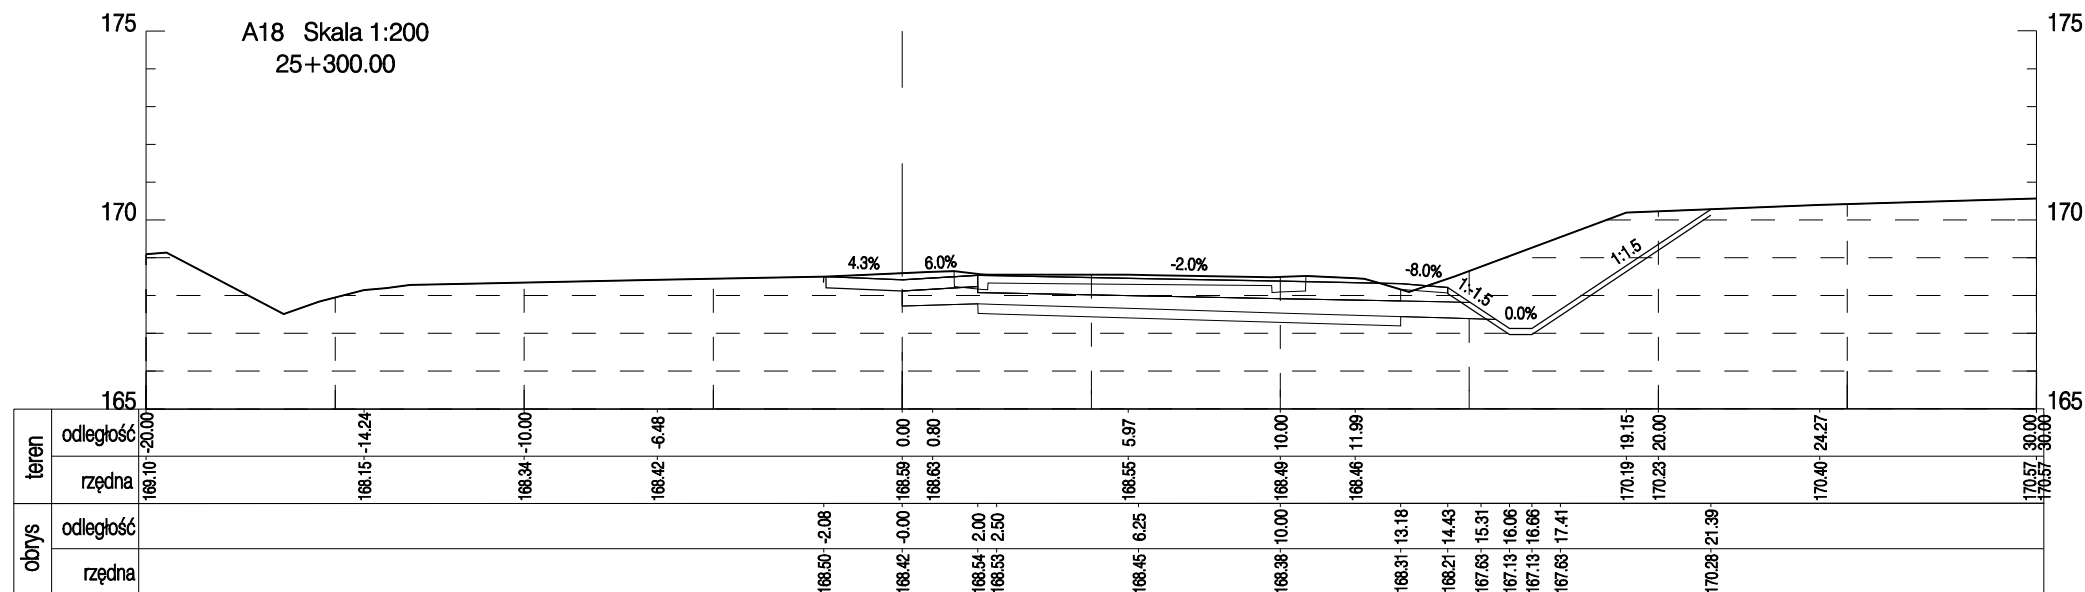 175
175
A18 Skala 1:200
25+300.00
170
170
4.3%
6.0%
-2.0%
-8.0%
1:-1.5
0.0%
1:1.5
165
165
teren
odległość -20.00 -14.24 -10.00 -6.48 0.00 0.80 5.97 10.00 11.99 19.15 20.00 24.27 30.00 30.00
rzędna 169.10 168.15 168.34 168.42 168.59 168.63 168.55 168.49 168.46 170.19 170.23 170.40 170.57 170.57
obrys
odległość -2.08 -0.00 2.00 2.50 6.25 10.00 13.18 14.43 15.31 16.06 16.66 17.41 21.39
rzędna 168.50 168.42 168.54 168.53 168.45 168.38 168.31 168.21 167.63 167.13 167.13 167.63 170.28